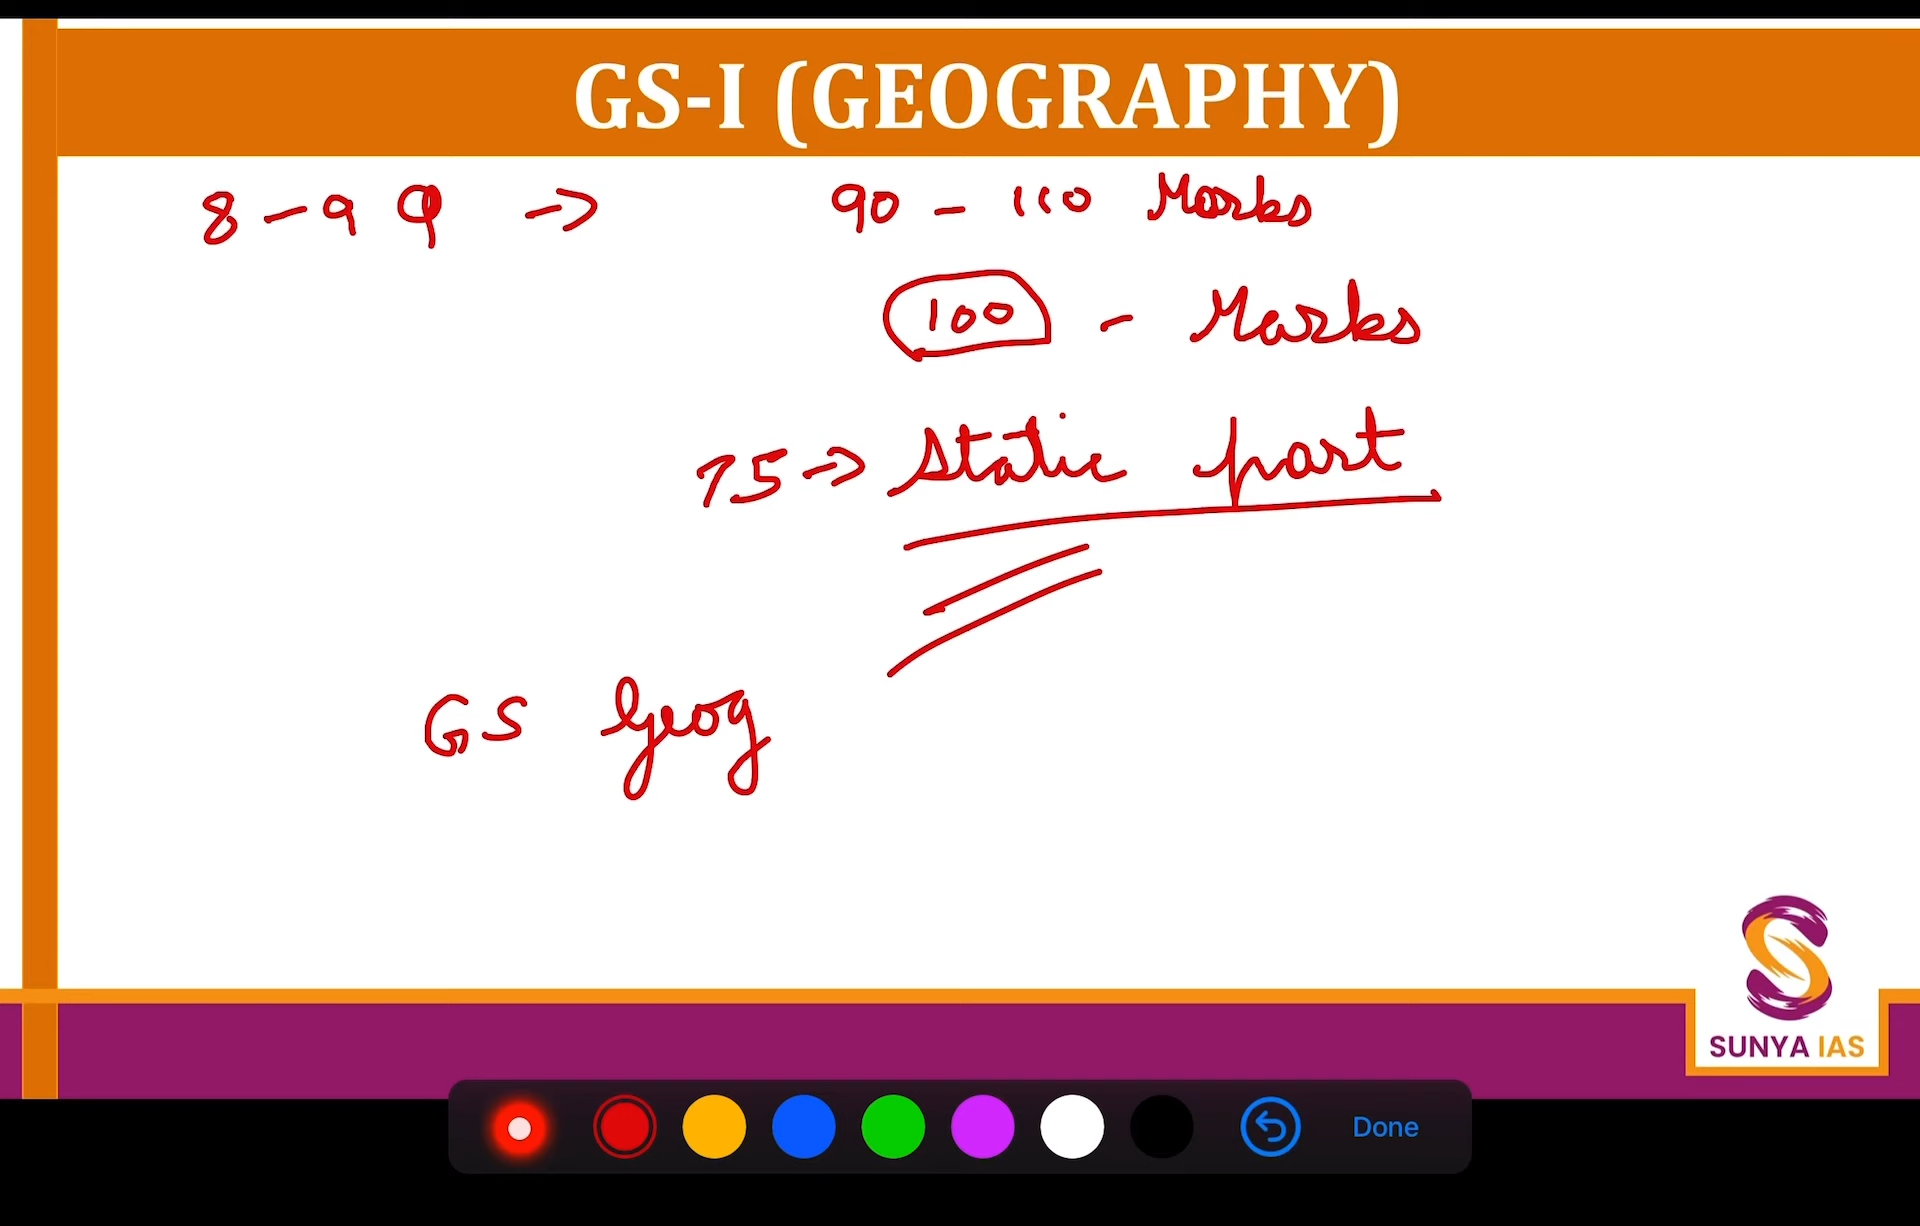 GS-I (GEOGRAPHY)
8-9 Q → 90 - 110 Marks
100 - Marks
75 → Static part
GS Geog
SUNYA IAS
Done